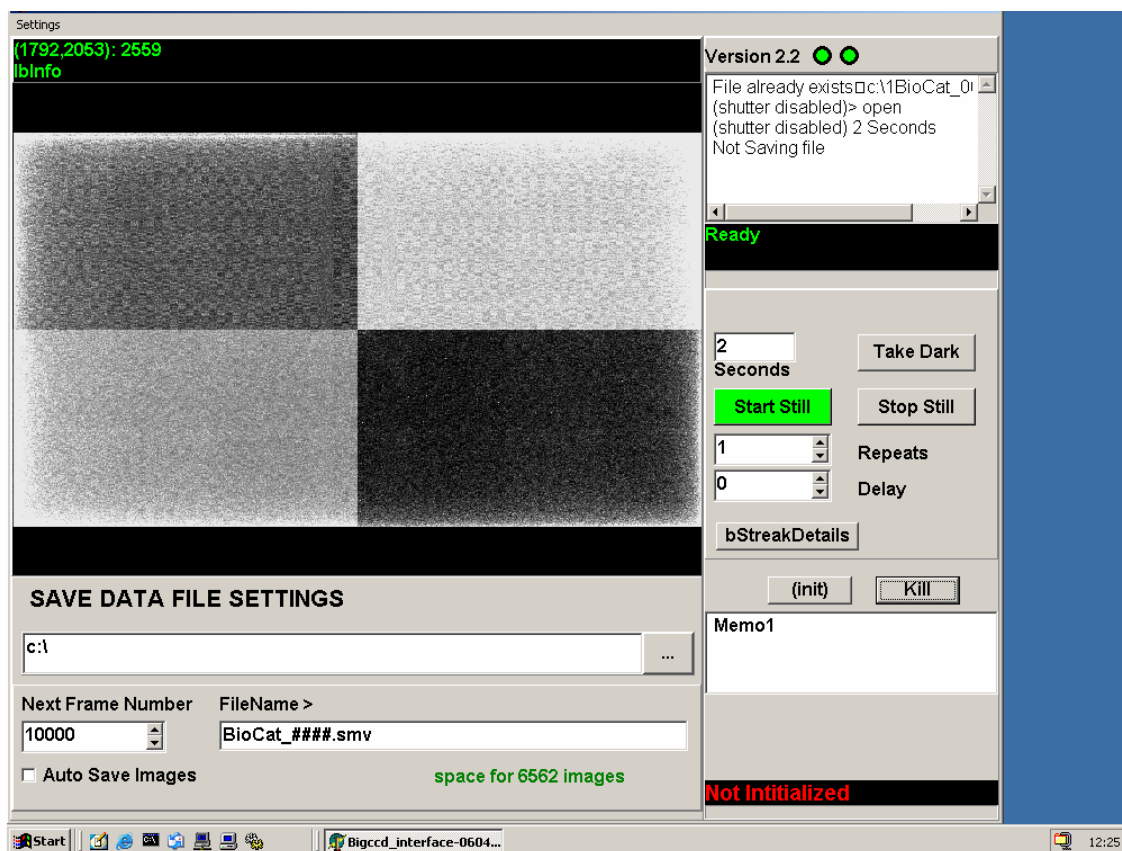 Settings
(1792,2053): 2559
lbInfo
Version 2.2
File already exists□c:\1BioCat_0
(shutter disabled)> open
(shutter disabled) 2 Seconds
Not Saving file
Ready
2
Seconds
Take Dark
Start Still
Stop Still
1
Repeats
0
Delay
bStreakDetails
(init)
Kill
Memo1
Not Intitialized
SAVE DATA FILE SETTINGS
c:\
...
Next Frame Number
FileName >
10000
BioCat_####.smv
Auto Save Images
space for 6562 images
Start
Bigccd_interface-0604...
12:25